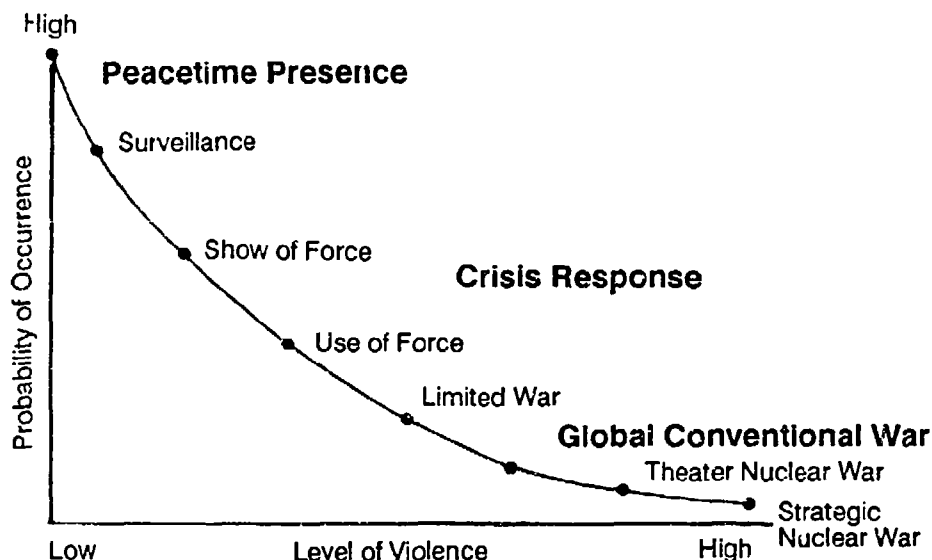 High
Peacetime Presence
Surveillance
Probability of Occurrence
Show of Force
Crisis Response
Use of Force
Limited War
Global Conventional War
Theater Nuclear War
Strategic
Nuclear War
Low
Level of Violence
High